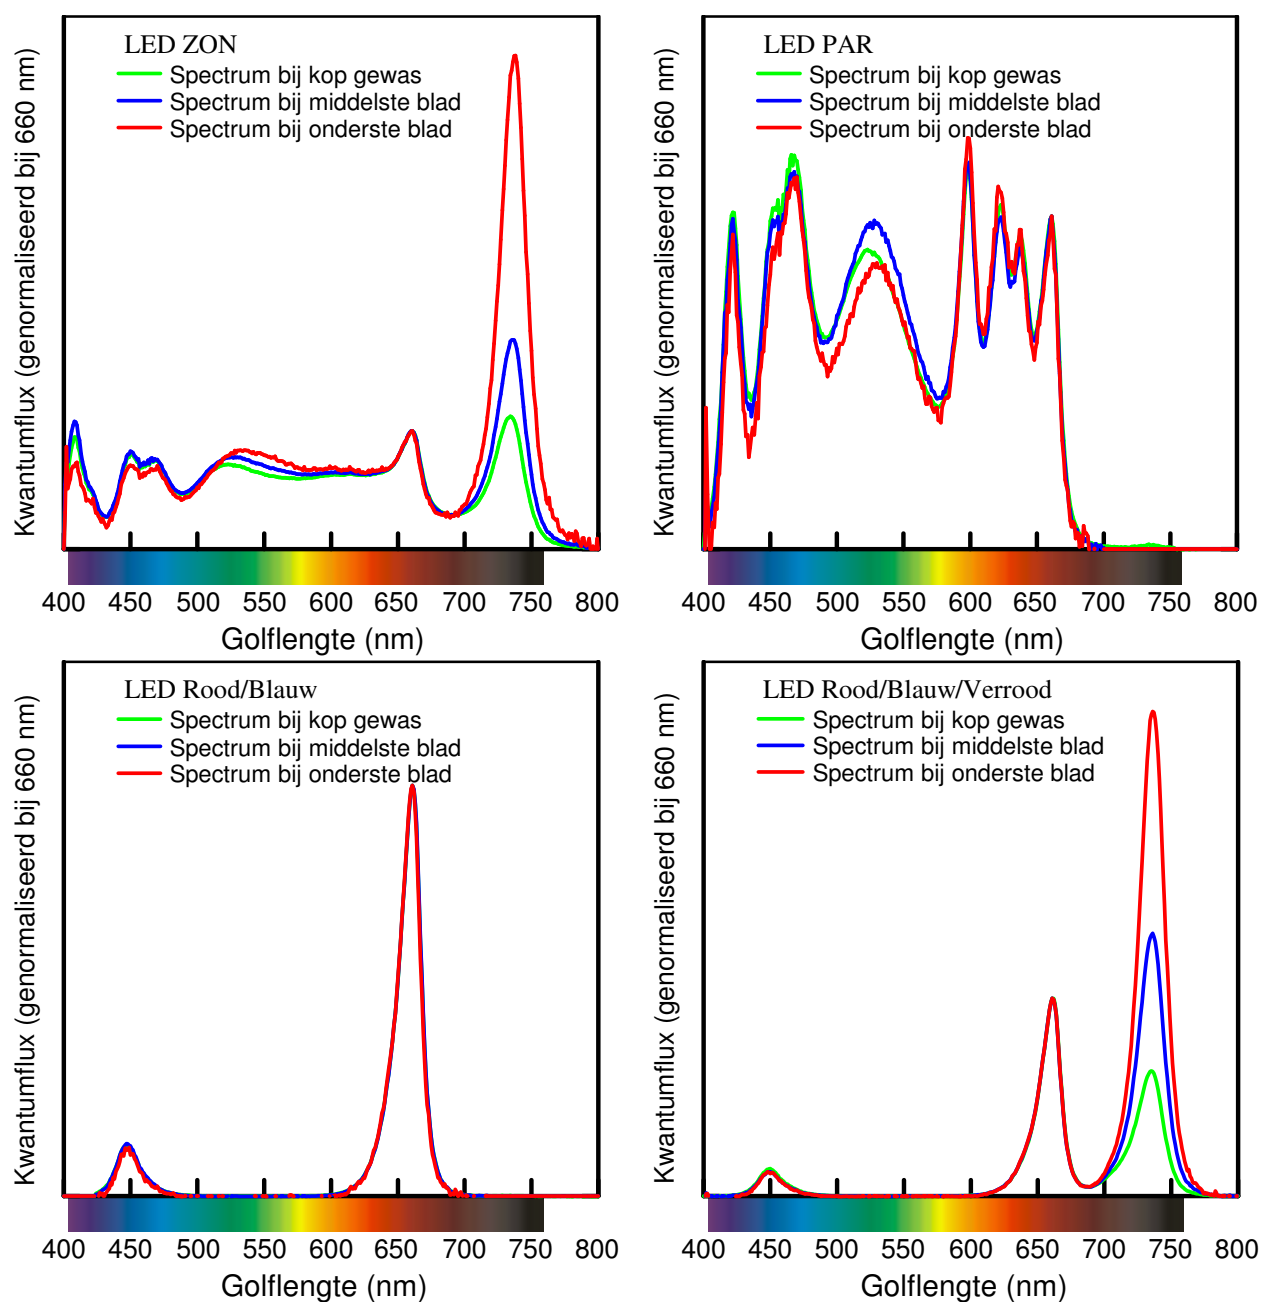 LED ZON
Spectrum bij kop gewas
Spectrum bij middelste blad
Spectrum bij onderste blad
Kwantumflux (genormaliseerd bij 660 nm)
400 450 500 550 600 650 700 750 800
Golflengte (nm)
LED PAR
Spectrum bij kop gewas
Spectrum bij middelste blad
Spectrum bij onderste blad
Kwantumflux (genormaliseerd bij 660 nm)
400 450 500 550 600 650 700 750 800
Golflengte (nm)
LED Rood/Blauw
Spectrum bij kop gewas
Spectrum bij middelste blad
Spectrum bij onderste blad
Kwantumflux (genormaliseerd bij 660 nm)
400 450 500 550 600 650 700 750 800
Golflengte (nm)
LED Rood/Blauw/Verrood
Spectrum bij kop gewas
Spectrum bij middelste blad
Spectrum bij onderste blad
Kwantumflux (genormaliseerd bij 660 nm)
400 450 500 550 600 650 700 750 800
Golflengte (nm)